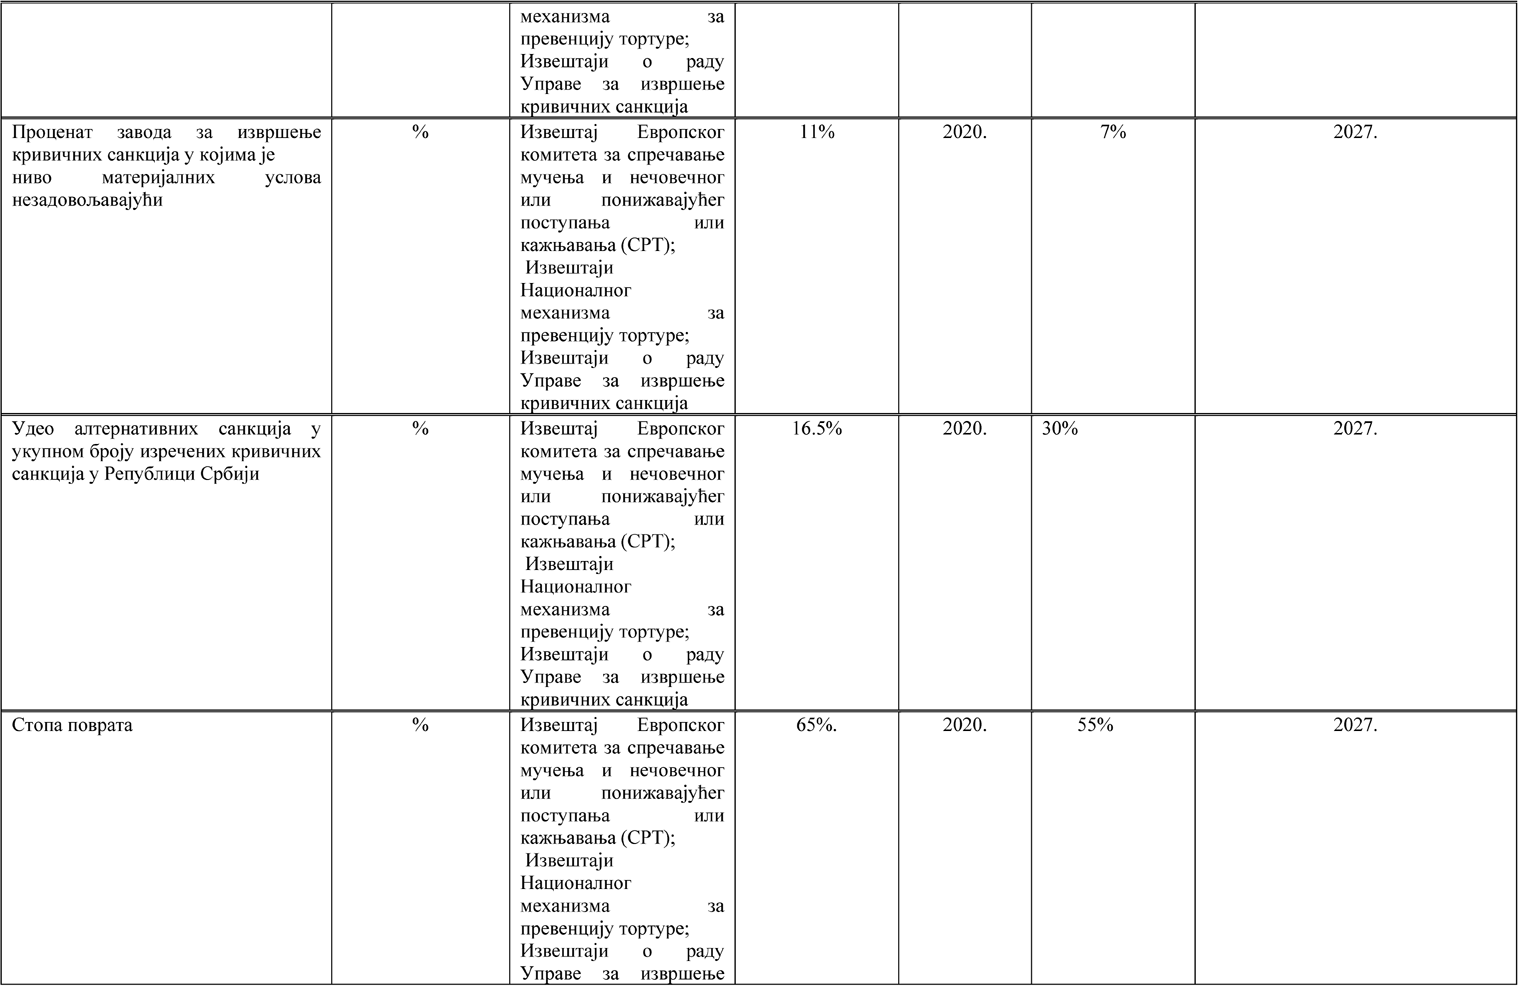 механизма за
превенцију тортуре;
Извештаји о раду
Управе за извршење
кривичних санкција
Проценат завода за извршење
кривичних санкција у којима је
ниво материјалних услова
незадовољавајући
%
Извештај Европског
комитета за спречавање
мучења и нечовечног
или понижавајућег
поступања или
кажњавања (CPT);
Извештаји
Националног
механизма за
превенцију тортуре;
Извештаји о раду
Управе за извршење
кривичних санкција
11%
2020.
7%
2027.
Удео алтернативних санкција у
укупном броју изречених кривичних
санкција у Републици Србији
%
Извештај Европског
комитета за спречавање
мучења и нечовечног
или понижавајућег
поступања или
кажњавања (CPT);
Извештаји
Националног
механизма за
превенцију тортуре;
Извештаји о раду
Управе за извршење
кривичних санкција
16.5%
2020.
30%
2027.
Стопа поврата
%
Извештај Европског
комитета за спречавање
мучења и нечовечног
или понижавајућег
поступања или
кажњавања (CPT);
Извештаји
Националног
механизма за
превенцију тортуре;
Извештаји о раду
Управе за извршење
65%.
2020.
55%
2027.